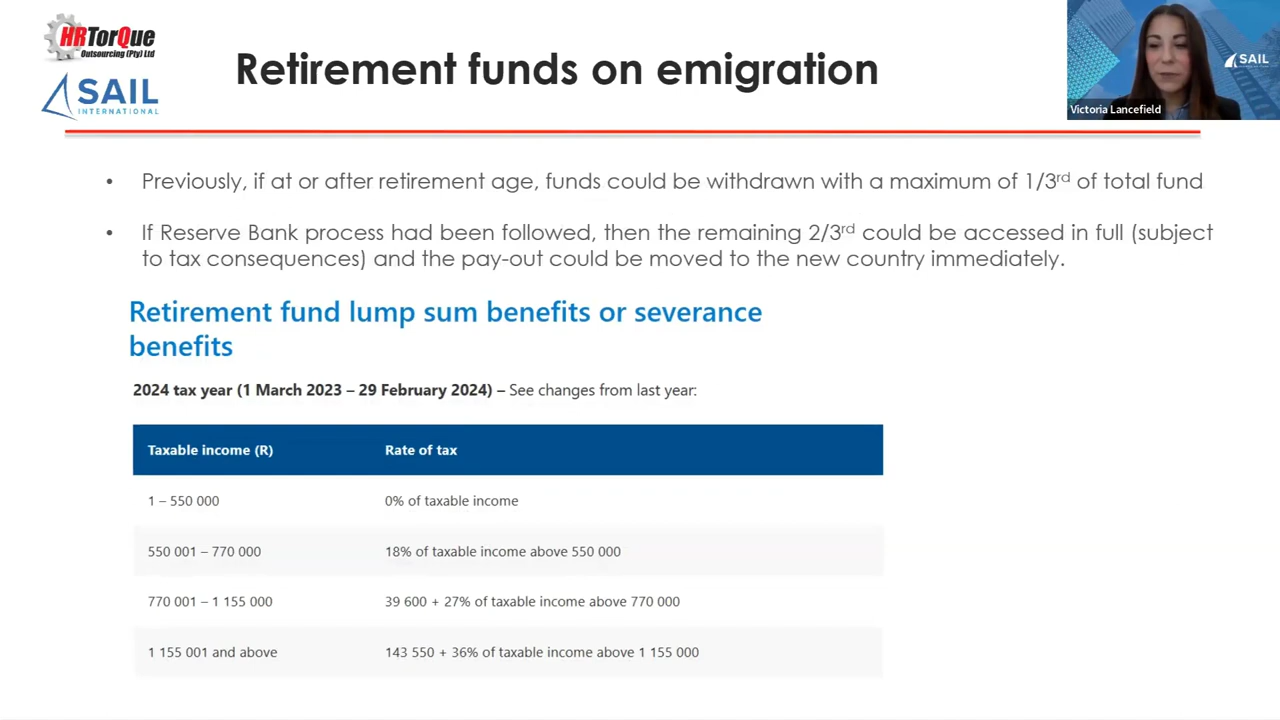 HRTorQue
Outsourcing (Pty) Ltd
SAIL
INTERNATIONAL
Retirement funds on emigration
SAIL
Victoria Lancefield
• Previously, if at or after retirement age, funds could be withdrawn with a maximum of 1/3rd of total fund
• If Reserve Bank process had been followed, then the remaining 2/3rd could be accessed in full (subject
to tax consequences) and the pay-out could be moved to the new country immediately.
Retirement fund lump sum benefits or severance
benefits
2024 tax year (1 March 2023 – 29 February 2024) – See changes from last year:
Taxable income (R) Rate of tax
1 – 550 000 0% of taxable income
550 001 – 770 000 18% of taxable income above 550 000
770 001 – 1 155 000 39 600 + 27% of taxable income above 770 000
1 155 001 and above 143 550 + 36% of taxable income above 1 155 000